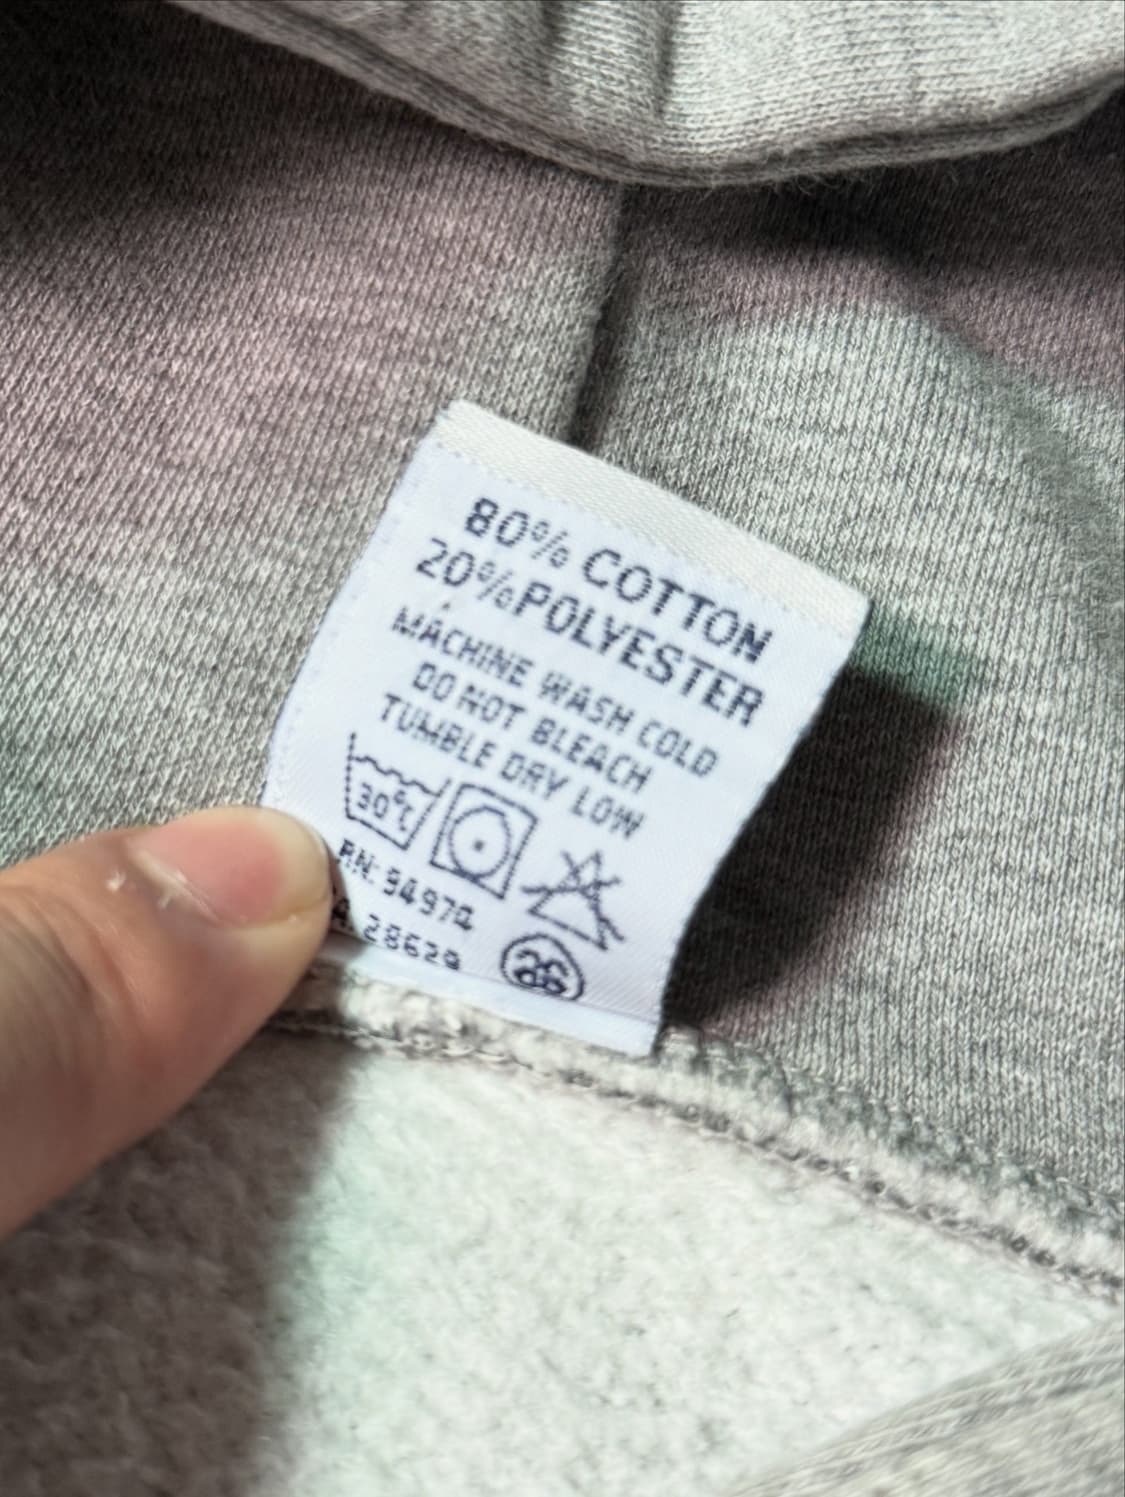 80% COTTON
20% POLYESTER
MACHINE WASH COLD
DO NOT BLEACH
TUMBLE DRY LOW
30°C
RN: 94974
28629